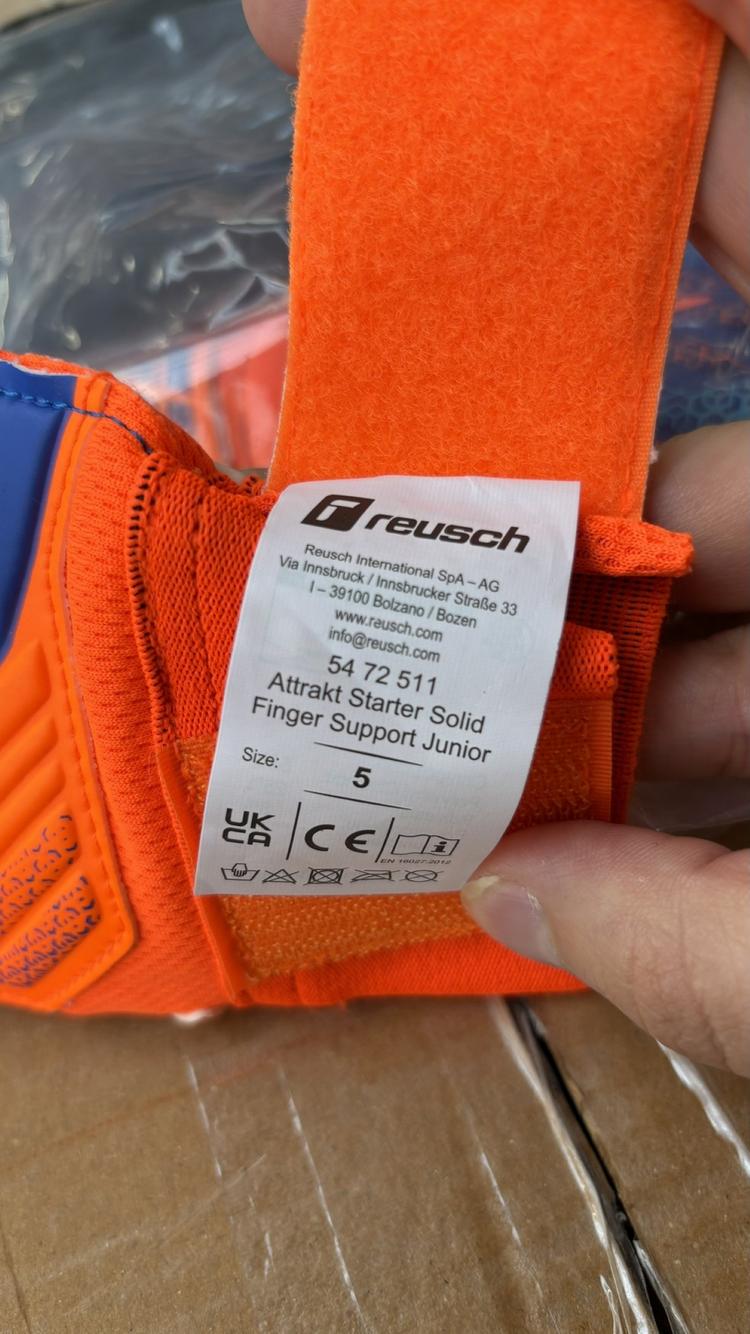 reusch
Reusch International SpA – AG
Via Innsbruck / Innsbrucker Straße 33
I – 39100 Bolzano / Bozen
www.reusch.com
info@reusch.com
54 72 511
Attrakt Starter Solid
Finger Support Junior
Size:
5
UK
CA
CE
EN 16027:2012